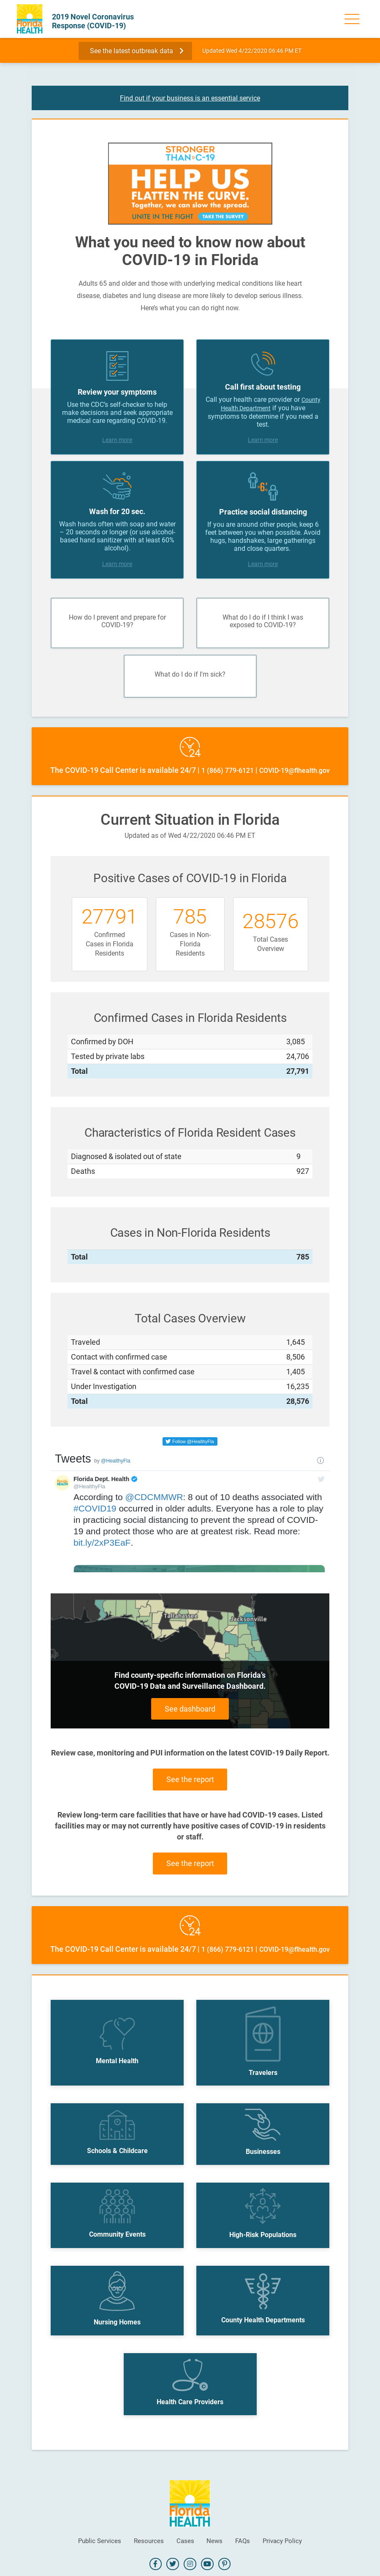 Florida
HEALTH
2019 Novel Coronavirus
Response (COVID-19)
See the latest outbreak data
Updated Wed 4/22/2020 06:46 PM ET
Find out if your business is an essential service
STRONGER
THAN C-19
HELP US
FLATTEN THE CURVE.
Together, we can slow the spread.
UNITE IN THE FIGHT
TAKE THE SURVEY
What you need to know now about
COVID-19 in Florida
Adults 65 and older and those with underlying medical conditions like heart
disease, diabetes and lung disease are more likely to develop serious illness.
Here's what you can do right now.
Review your symptoms
Use the CDC's self-checker to help
make decisions and seek appropriate
medical care regarding COVID-19.
Learn more
Call first about testing
Call your health care provider or County
Health Department if you have
symptoms to determine if you need a
test.
Learn more
Wash for 20 sec.
Wash hands often with soap and water
– 20 seconds or longer (or use alcohol-
based hand sanitizer with at least 60%
alcohol).
Learn more
6'
Practice social distancing
If you are around other people, keep 6
feet between you when possible. Avoid
hugs, handshakes, large gatherings
and close quarters.
Learn more
How do I prevent and prepare for
COVID-19?
What do I do if I think I was
exposed to COVID-19?
What do I do if I'm sick?
24
The COVID-19 Call Center is available 24/7 | 1 (866) 779-6121 | COVID-19@flhealth.gov
Current Situation in Florida
Updated as of Wed 4/22/2020 06:46 PM ET
Positive Cases of COVID-19 in Florida
27791
Confirmed
Cases in Florida
Residents
785
Cases in Non-
Florida
Residents
28576
Total Cases
Overview
Confirmed Cases in Florida Residents
Confirmed by DOH 3,085
Tested by private labs 24,706
Total 27,791
Characteristics of Florida Resident Cases
Diagnosed & isolated out of state 9
Deaths 927
Cases in Non-Florida Residents
Total 785
Total Cases Overview
Traveled 1,645
Contact with confirmed case 8,506
Travel & contact with confirmed case 1,405
Under Investigation 16,235
Total 28,576
Follow @HealthyFla
Tweets by @HealthyFla
Florida Dept. Health
@HealthyFla
According to @CDCMMWR: 8 out of 10 deaths associated with
#COVID19 occurred in older adults. Everyone has a role to play
in practicing social distancing to prevent the spread of COVID-
19 and protect those who are at greatest risk. Read more:
bit.ly/2xP3EaF.
Tallahassee
Jacksonville
Find county-specific information on Florida's
COVID-19 Data and Surveillance Dashboard.
See dashboard
Review case, monitoring and PUI information on the latest COVID-19 Daily Report.
See the report
Review long-term care facilities that have or have had COVID-19 cases. Listed
facilities may or may not currently have positive cases of COVID-19 in residents
or staff.
See the report
24
The COVID-19 Call Center is available 24/7 | 1 (866) 779-6121 | COVID-19@flhealth.gov
Mental Health
Travelers
Schools & Childcare
Businesses
Community Events
High-Risk Populations
Nursing Homes
County Health Departments
Health Care Providers
Florida
HEALTH
Public Services
Resources
Cases
News
FAQs
Privacy Policy